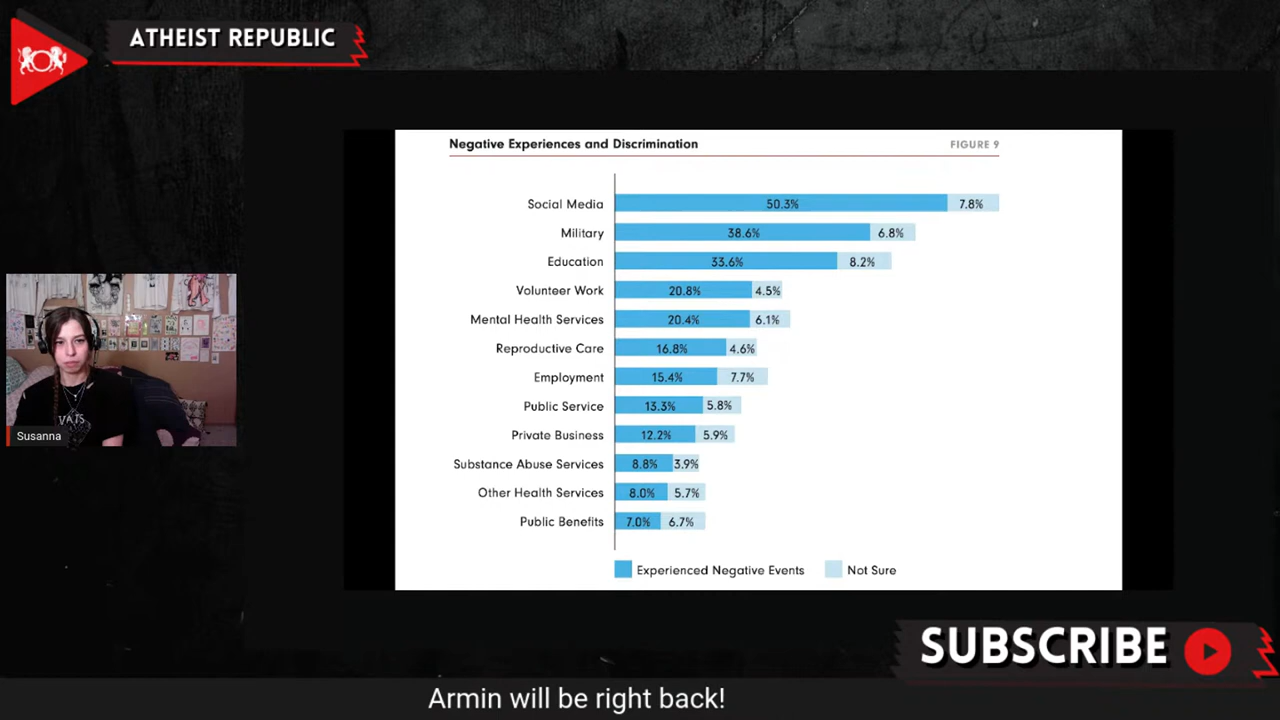 ATHEIST REPUBLIC
Negative Experiences and Discrimination FIGURE 9
Social Media 50.3% 7.8%
Military 38.6% 6.8%
Education 33.6% 8.2%
Volunteer Work 20.8% 4.5%
Mental Health Services 20.4% 6.1%
Reproductive Care 16.8% 4.6%
Employment 15.4% 7.7%
Public Service 13.3% 5.8%
Private Business 12.2% 5.9%
Substance Abuse Services 8.8% 3.9%
Other Health Services 8.0% 5.7%
Public Benefits 7.0% 6.7%
Experienced Negative Events Not Sure
Susanna
SUBSCRIBE
Armin will be right back!